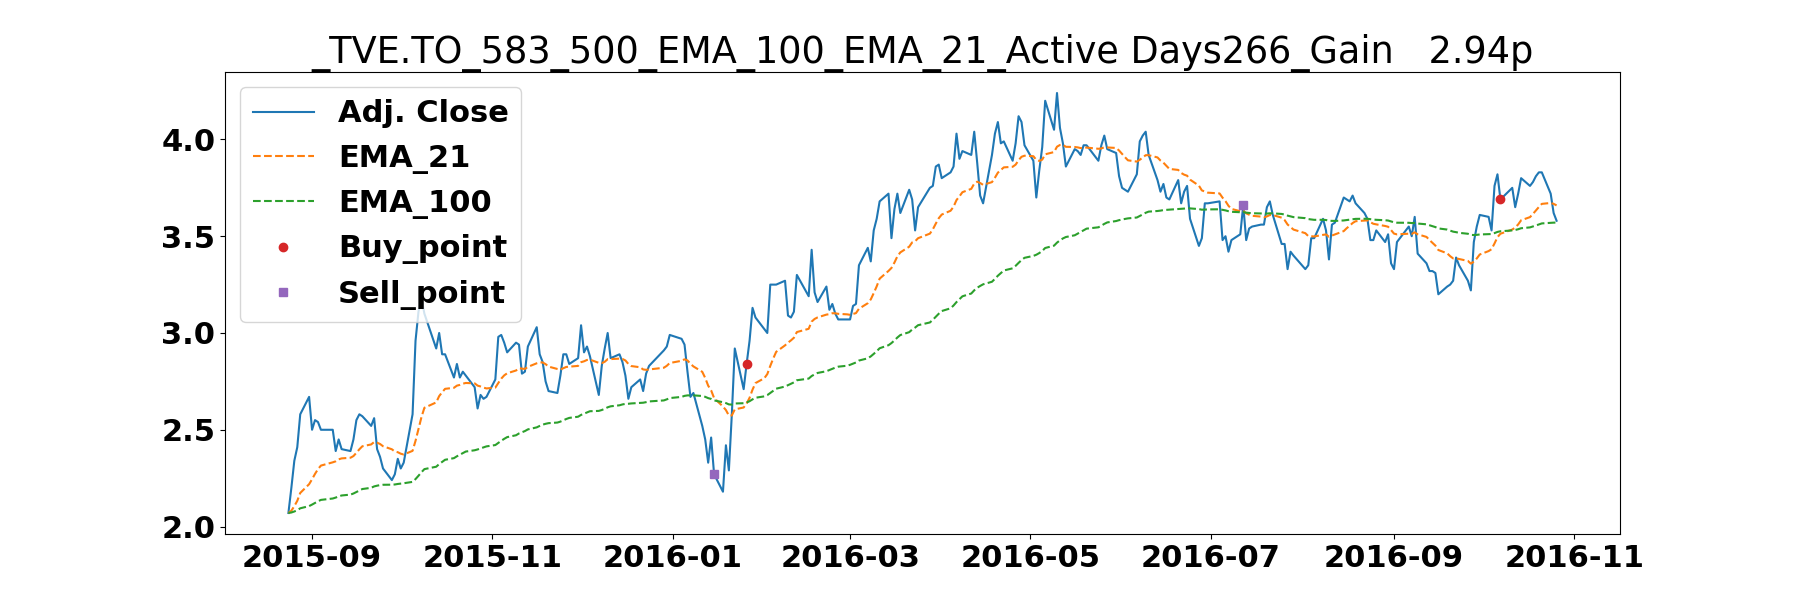 _TVE.TO_583_500_EMA_100_EMA_21_Active Days266_Gain   2.94p
Adj. Close
EMA_21
EMA_100
Buy_point
Sell_point
4.0
3.5
3.0
2.5
2.0
2015-09 2015-11 2016-01 2016-03 2016-05 2016-07 2016-09 2016-11